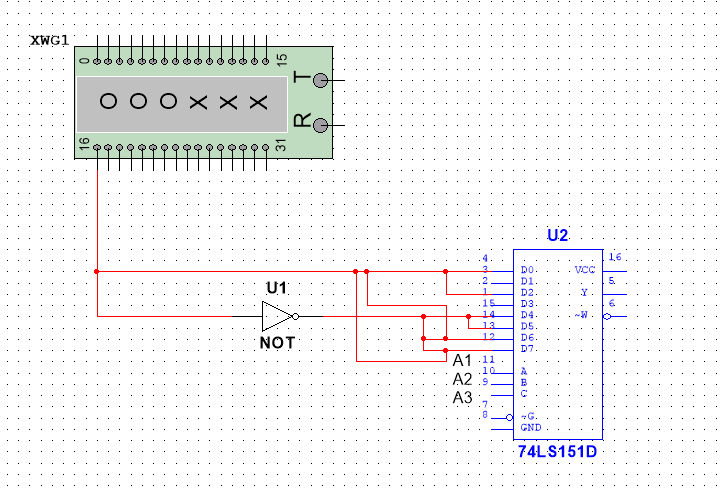 XWG1
0 15
T
O O O X X X
R
16 31
U2
4 16
3 D0 VCC
2 D1 5
1 D2 Y
15 D3 6
14 D4 ~W
13 D5
12 D6
D7
U1
NOT
A1 11
10 A
A2 9 B
A3 C
7
8 ~G
GND
74LS151D